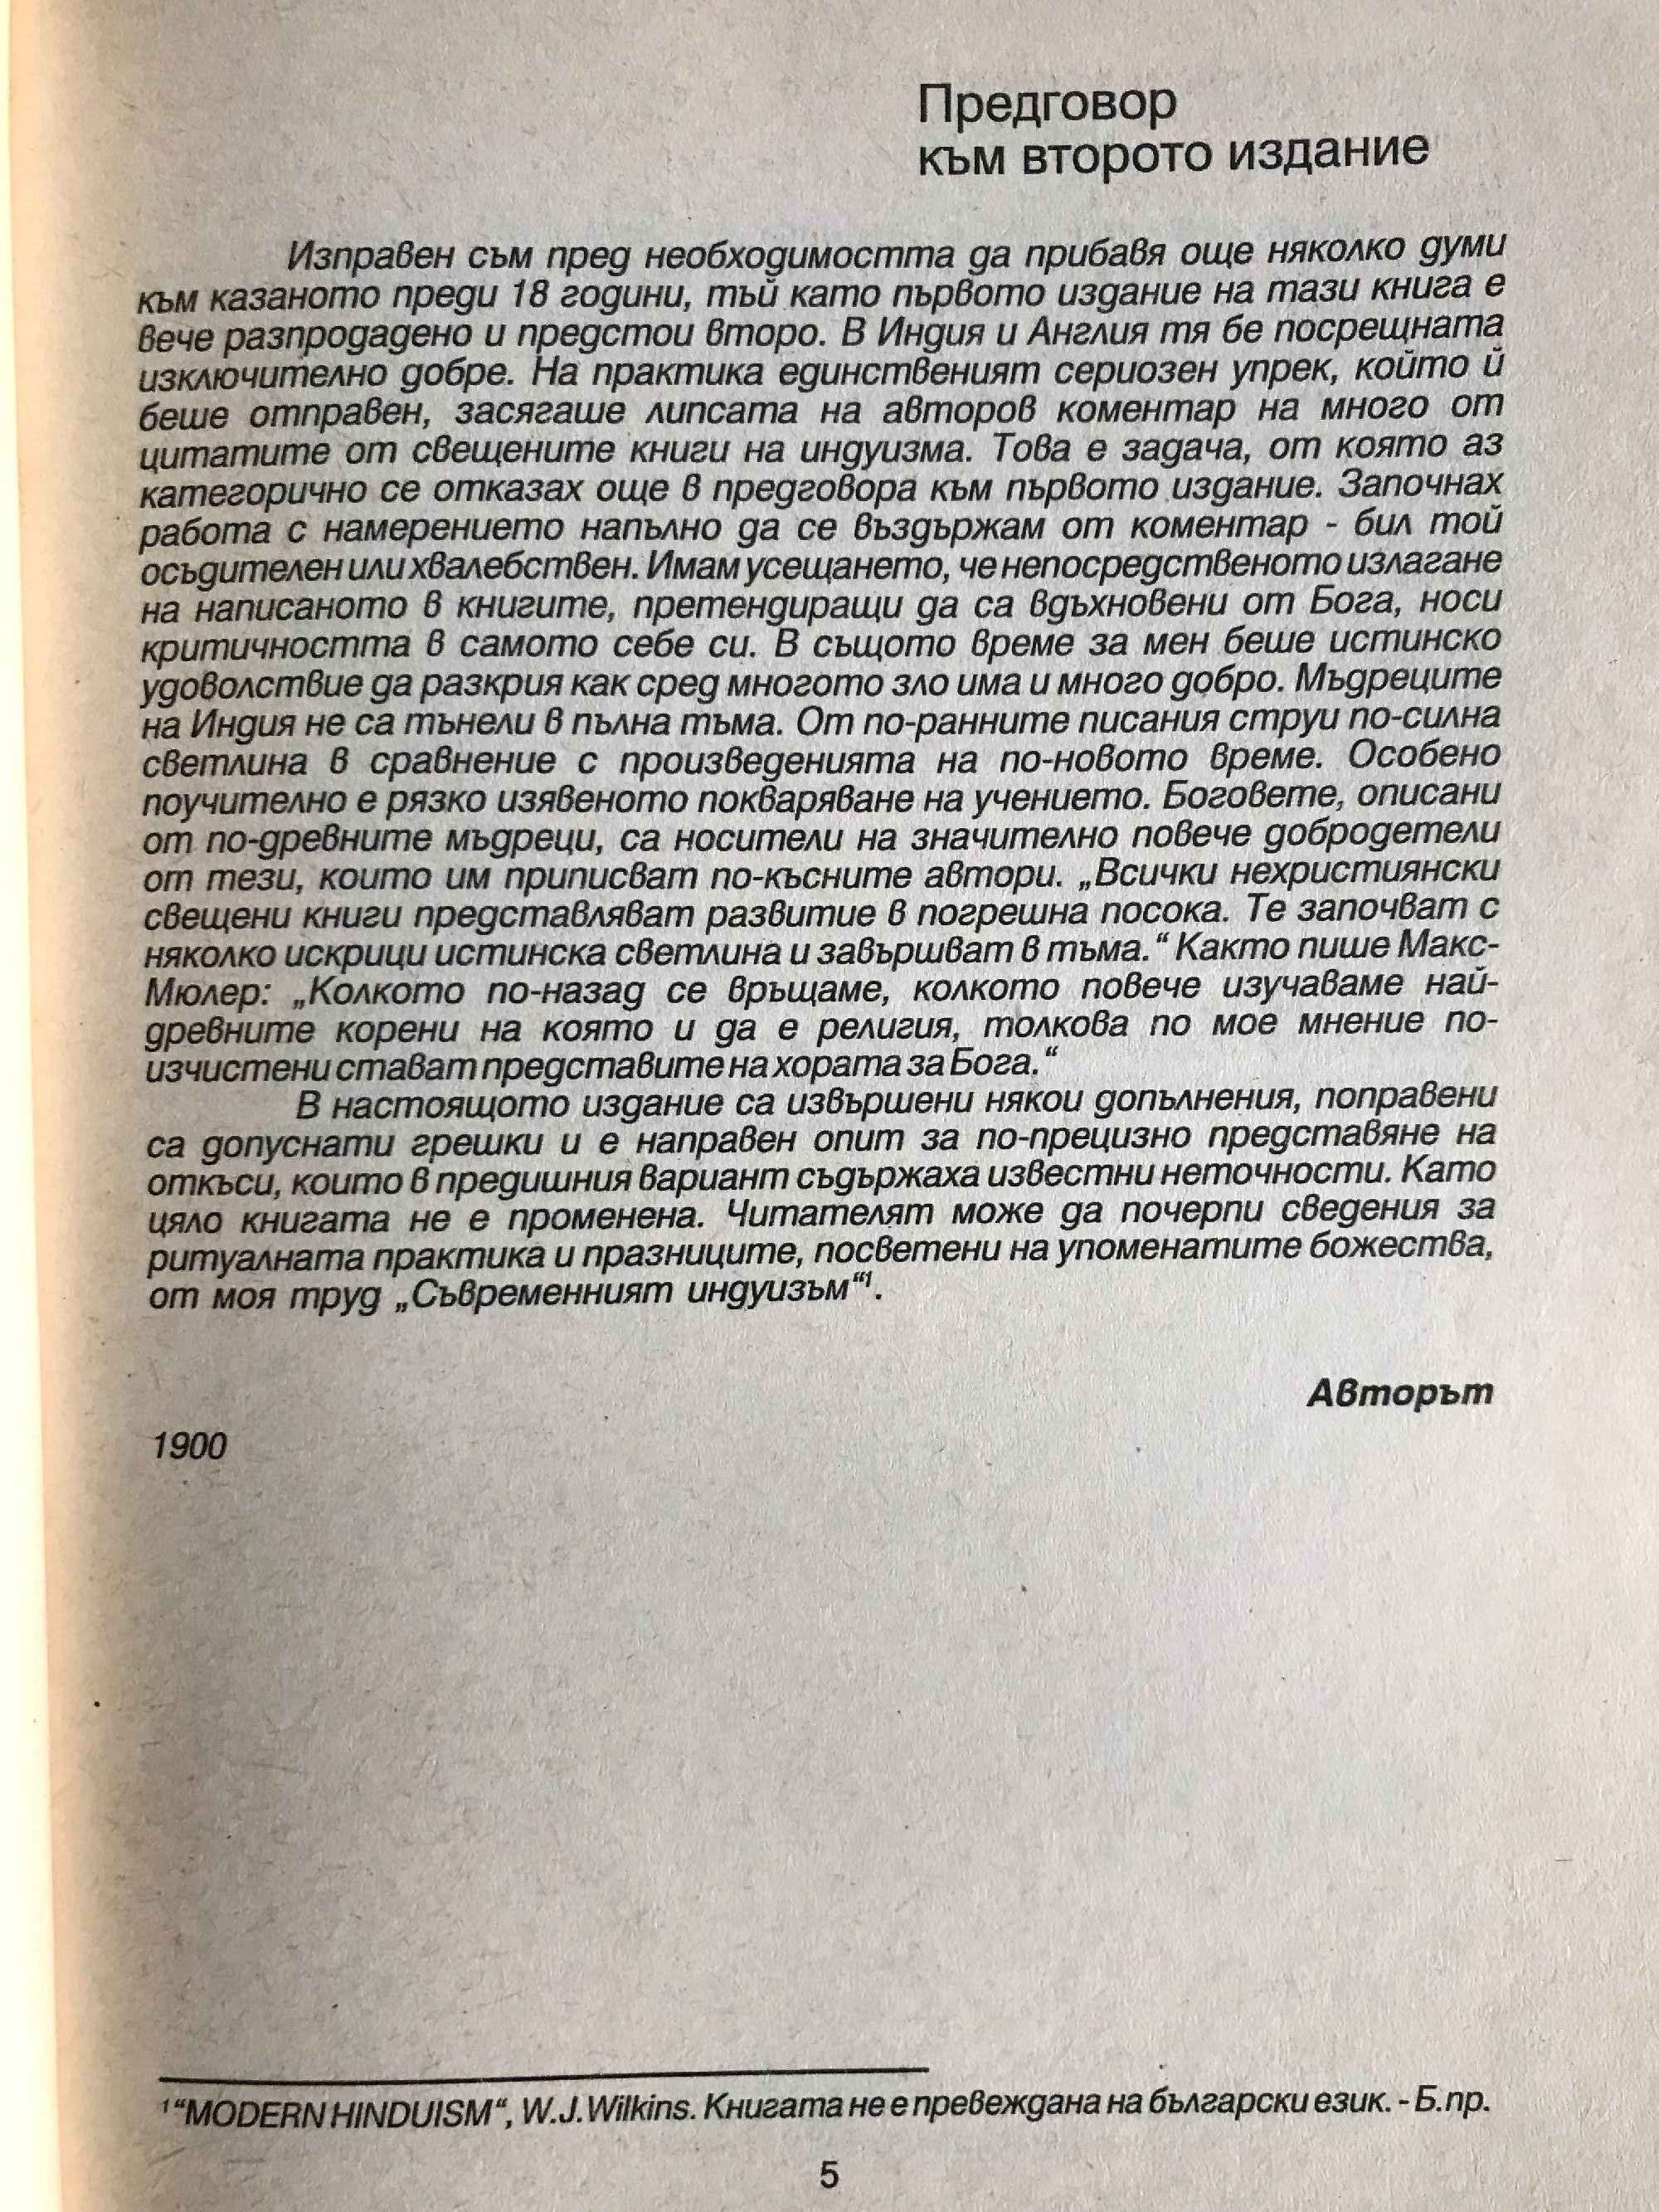 Предговор
към второто издание
Изправен съм пред необходимостта да прибавя още няколко думи
към казаното преди 18 години, тъй като първото издание на тази книга е
вече разпродадено и предстои второ. В Индия и Англия тя бе посрещната
изключително добре. На практика единственият сериозен упрек, който й
беше отправен, засягаше липсата на авторов коментар на много от
цитатите от свещените книги на индуизма. Това е задача, от която аз
категорично се отказах още в предговора към първото издание. Започнах
работа с намерението напълно да се въздържам от коментар - бил той
осъдителен или хвалебствен. Имам усещането, че непосредственото излагане
на написаното в книгите, претендиращи да са вдъхновени от Бога, носи
критичността в самото себе си. В същото време за мен беше истинско
удоволствие да разкрия как сред многото зло има и много добро. Мъдреците
на Индия не са тънели в пълна тъма. От по-ранните писания струи по-силна
светлина в сравнение с произведенията на по-новото време. Особено
поучително е рязко изявеното покваряване на учението. Боговете, описани
от по-древните мъдреци, са носители на значително повече добродетели
от тези, които им приписват по-късните автори. „Всички нехристиянски
свещени книги представляват развитие в погрешна посока. Те започват с
няколко искрици истинска светлина и завършват в тъма.“ Както пише Макс-
Мюлер: „Колкото по-назад се връщаме, колкото повече изучаваме най-
древните корени на която и да е религия, толкова по мое мнение по-
изчистени стават представите на хората за Бога.“
В настоящото издание са извършени някои допълнения, поправени
са допуснати грешки и е направен опит за по-прецизно представяне на
откъси, които в предишния вариант съдържаха известни неточности. Като
цяло книгата не е променена. Читателят може да почерпи сведения за
ритуалната практика и празниците, посветени на упоменатите божества,
от моя труд „Съвременният индуизъм“¹.
Авторът
1900
¹ “MODERN HINDUISM“, W.J.Wilkins. Книгата не е превеждана на български език. - Б.пр.
5